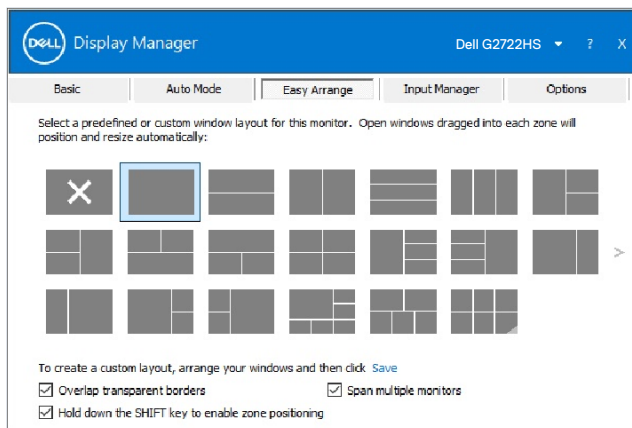 DELL Display Manager Dell G2722HS ? X
Basic Auto Mode Easy Arrange Input Manager Options
Select a predefined or custom window layout for this monitor. Open windows dragged into each zone will
position and resize automatically:
>
To create a custom layout, arrange your windows and then click Save
Overlap transparent borders Span multiple monitors
Hold down the SHIFT key to enable zone positioning